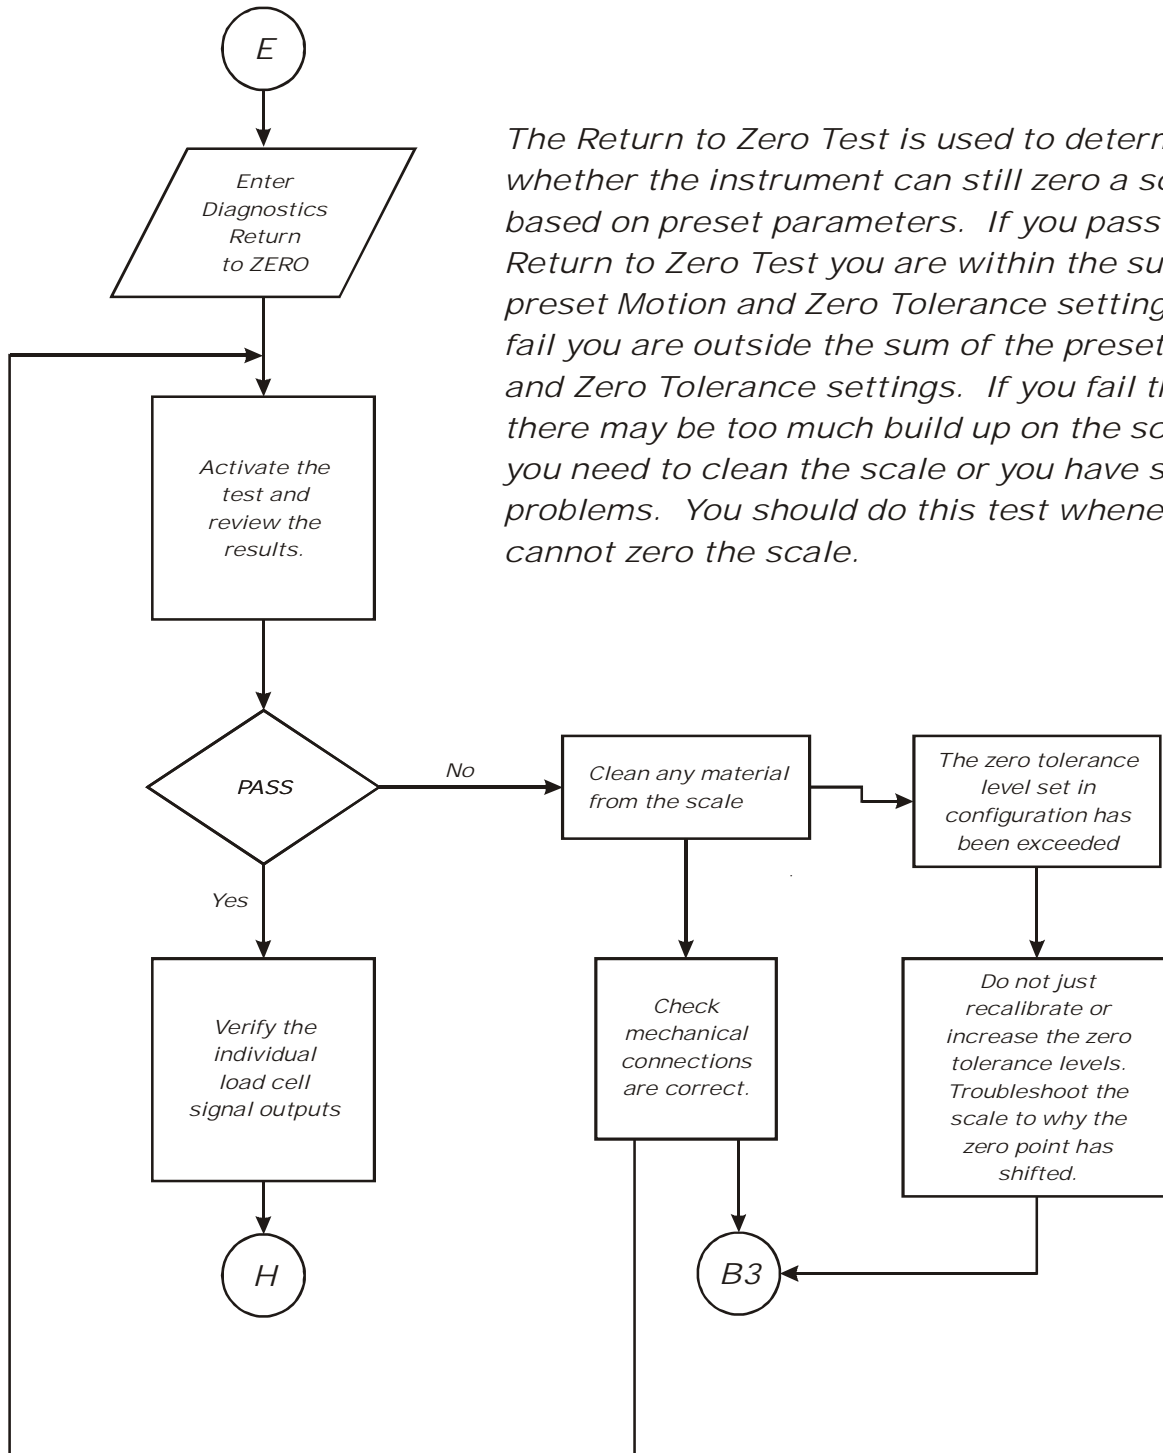 E
Enter
Diagnostics
Return
to ZERO
The Return to Zero Test is used to
whether the instrument can still zero a
based on preset parameters. If you pass
Return to Zero Test you are within the
preset Motion and Zero Tolerance
fail you are outside the sum of the preset
and Zero Tolerance settings. If you fail
there may be too much build up on the
you need to clean the scale or you have
problems. You should do this test
cannot zero the scale.
Activate the
test and
review the
results.
PASS
No
Yes
Clean any material
from the scale
The zero tolerance
level set in
configuration has
been exceeded
Verify the
individual
load cell
signal outputs
Check
mechanical
connections
are correct.
Do not just
recalibrate or
increase the zero
tolerance levels.
Troubleshoot the
scale to why the
zero point has
shifted.
H
B3